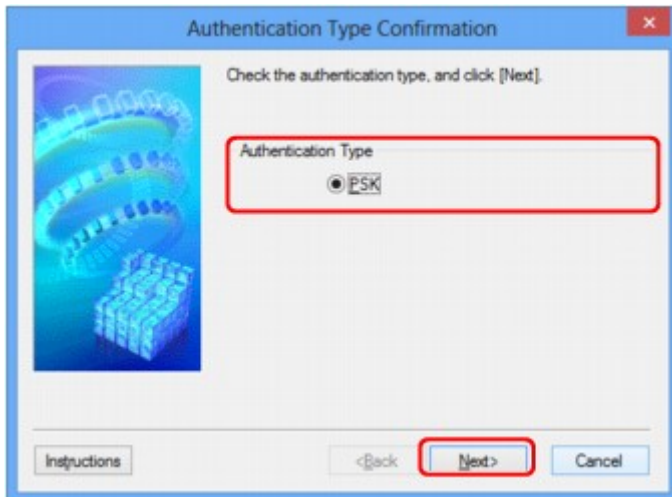 Authentication Type Confirmation
Check the authentication type, and click [Next].
Authentication Type
PSK
Instructions
<Back
Next>
Cancel